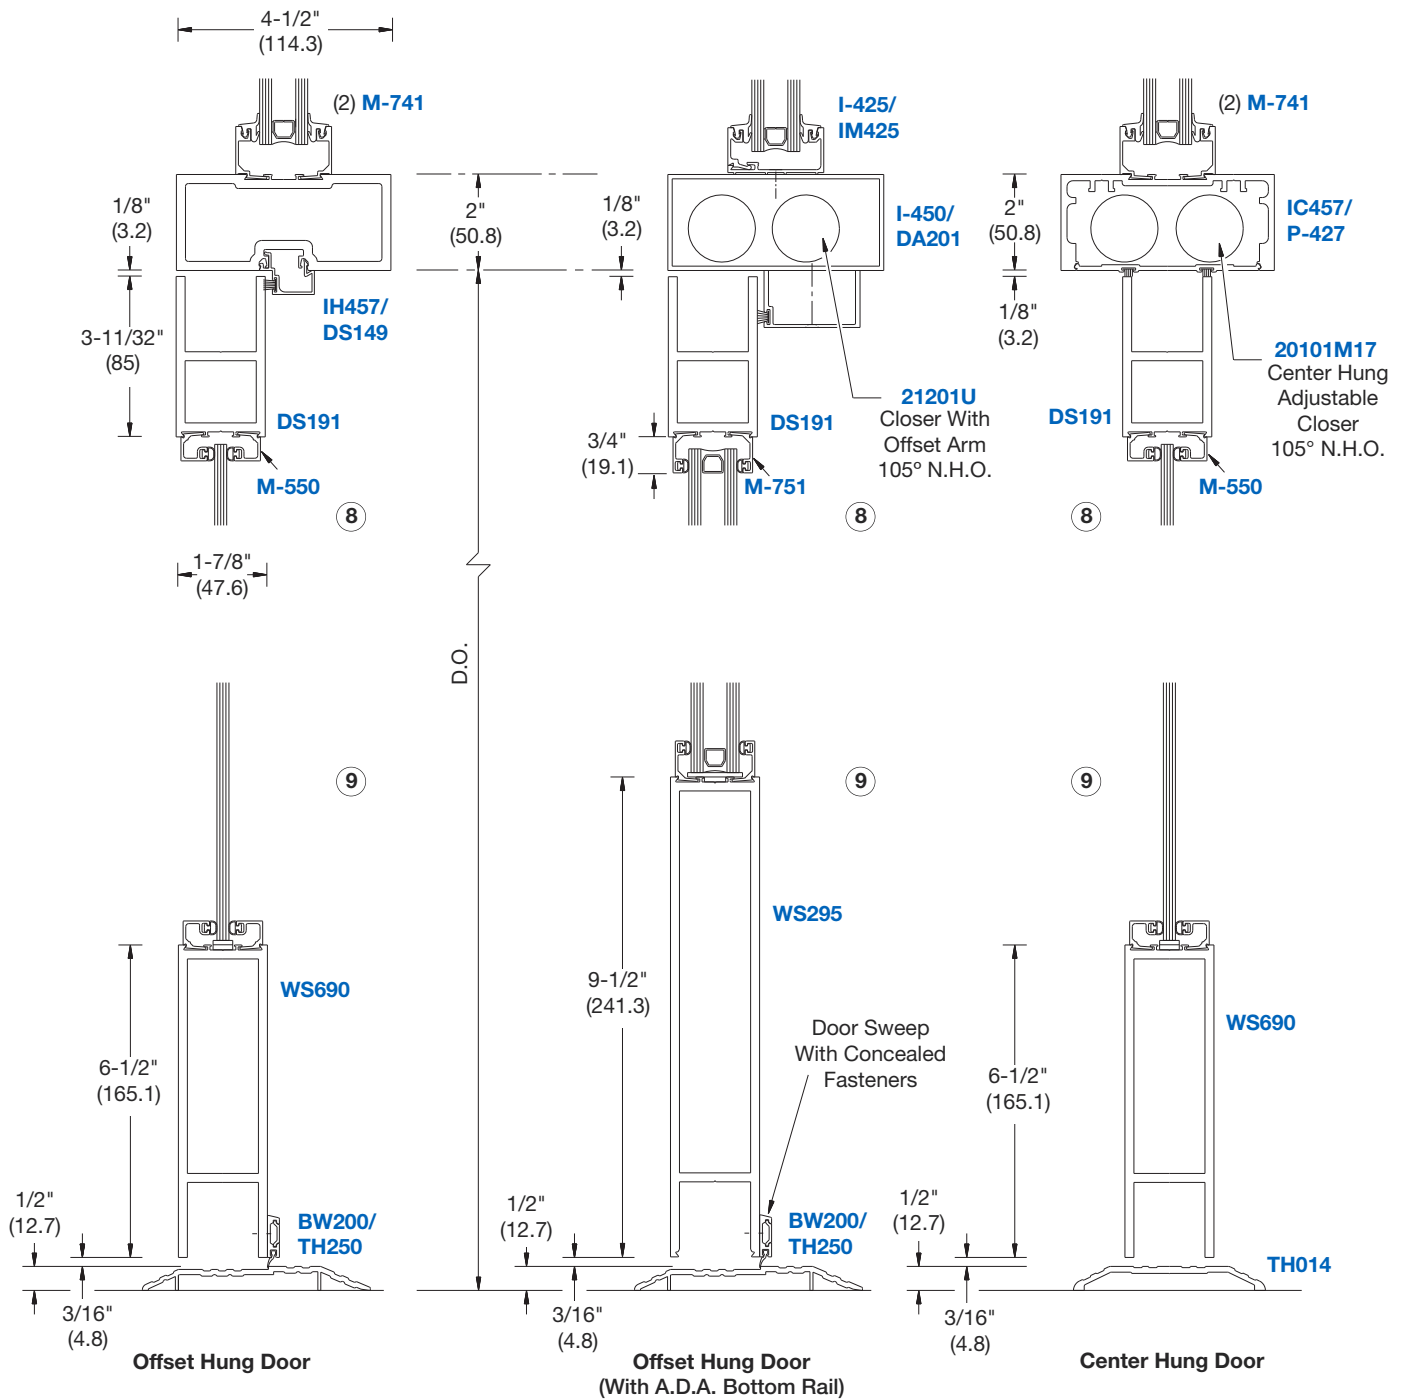 4-1/2"
(114.3)
(2) M-741
1/8"
(3.2)
3-11/32"
(85)
IH457/
DS149
DS191
M-550
8
1-7/8"
(47.6)
2"
(50.8)
D.O.
I-425/
IM425
1/8"
(3.2)
I-450/
DA201
21201U
Closer With
Offset Arm
105º N.H.O.
DS191
3/4"
(19.1)
M-751
8
(2) M-741
2"
(50.8)
IC457/
P-427
1/8"
(3.2)
20101M17
Center Hung
Adjustable
Closer
105° N.H.O.
DS191
M-550
8
9
WS690
6-1/2"
(165.1)
1/2"
(12.7)
BW200/
TH250
3/16"
(4.8)
Offset Hung Door
9
WS295
9-1/2"
(241.3)
Door Sweep
With Concealed
Fasteners
1/2"
(12.7)
BW200/
TH250
3/16"
(4.8)
Offset Hung Door
(With A.D.A. Bottom Rail)
9
WS690
6-1/2"
(165.1)
1/2"
(12.7)
TH014
3/16"
(4.8)
Center Hung Door